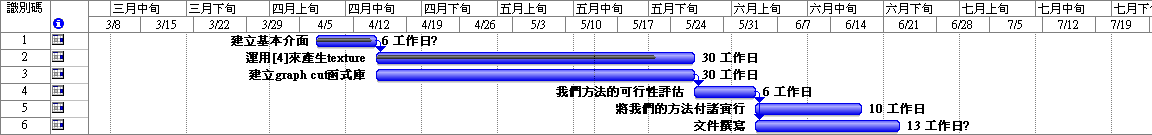 識別碼 三月中旬 三月下旬 四月上旬 四月中旬 四月下旬 五月上旬 五月中旬 五月下旬 六月上旬 六月中旬 六月下旬 七月上旬 七月中旬 七月下
3/8 3/15 3/22 3/29 4/5 4/12 4/19 4/26 5/3 5/10 5/17 5/24 5/31 6/7 6/14 6/21 6/28 7/5 7/12 7/19
1 建立基本介面 6 工作日?
2 運用[4]來產生texture 30 工作日
3 建立graph cut函式庫 30 工作日
4 我們方法的可行性評估 6 工作日
5 將我們的方法付諸實行 10 工作日
6 文件撰寫 13 工作日?